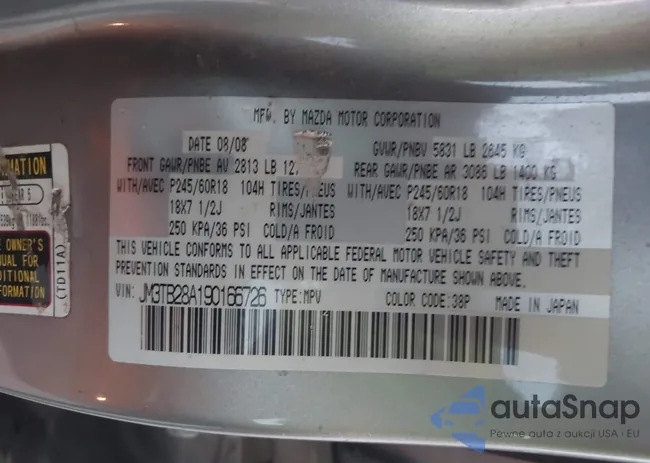 MFD. BY MAZDA MOTOR CORPORATION
DATE 08/08
GVWR/PNBV 5831 LB 2645 KG
FRONT GAWR/PNBE AV 2813 LB
REAR GAWR/PNBE AR 3086 LB 1400 KG
WITH/AVEC P245/60R18 104H TIRES/PNEUS
WITH/AVEC P245/60R18 104H TIRES/PNEUS
18X7 1/2J RIMS/JANTES
18X7 1/2J RIMS/JANTES
250 KPA/36 PSI COLD/A FROID
250 KPA/36 PSI COLD/A FROID
THIS VEHICLE CONFORMS TO ALL APPLICABLE FEDERAL MOTOR VEHICLE SAFETY AND THEFT
PREVENTION STANDARDS IN EFFECT ON THE DATE OF MANUFACTURE SHOWN ABOVE.
VIN: JM3TB28A190166726 TYPE:MPV COLOR CODE:38P MADE IN JAPAN
OWNER'S
UAL FOR
DITIONAL
FORMATION
(TD11A)
autaSnap
Pewne auta z aukcji USA i EU